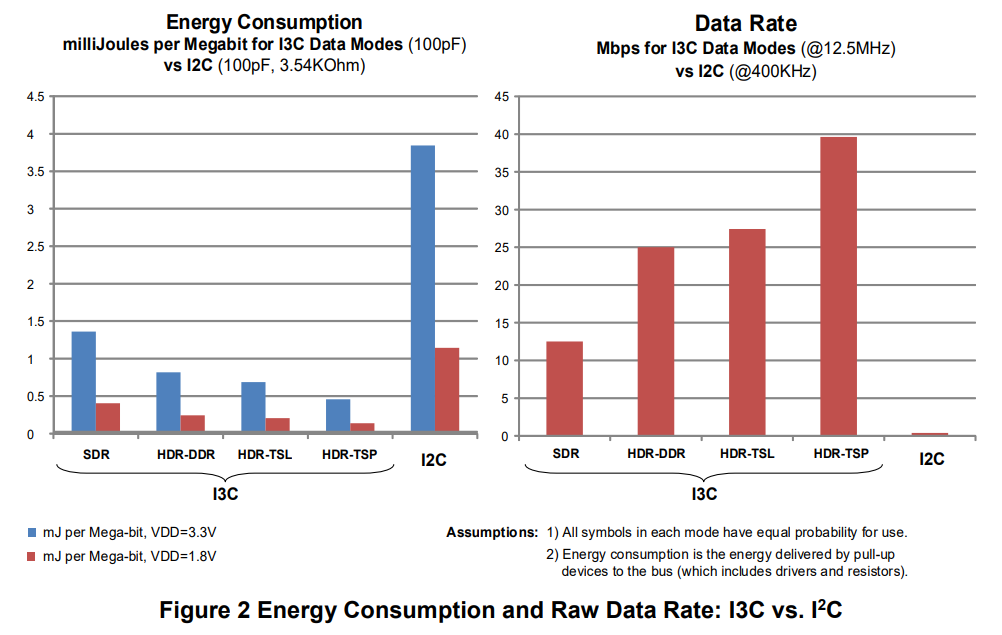 Energy Consumption
milliJoules per Megabit for I3C Data Modes (100pF)
vs I2C (100pF, 3.54KOhm)
4.5
4
3.5
3
2.5
2
1.5
1
0.5
0
SDR
HDR-DDR
HDR-TSL
HDR-TSP
I2C
I3C
mJ per Mega-bit, VDD=3.3V
mJ per Mega-bit, VDD=1.8V
Data Rate
Mbps for I3C Data Modes (@12.5MHz)
vs I2C (@400KHz)
45
40
35
30
25
20
15
10
5
0
SDR
HDR-DDR
HDR-TSL
HDR-TSP
I2C
I3C
Assumptions: 1) All symbols in each mode have equal probability for use.
2) Energy consumption is the energy delivered by pull-up
devices to the bus (which includes drivers and resistors).
Figure 2 Energy Consumption and Raw Data Rate: I3C vs. I²C